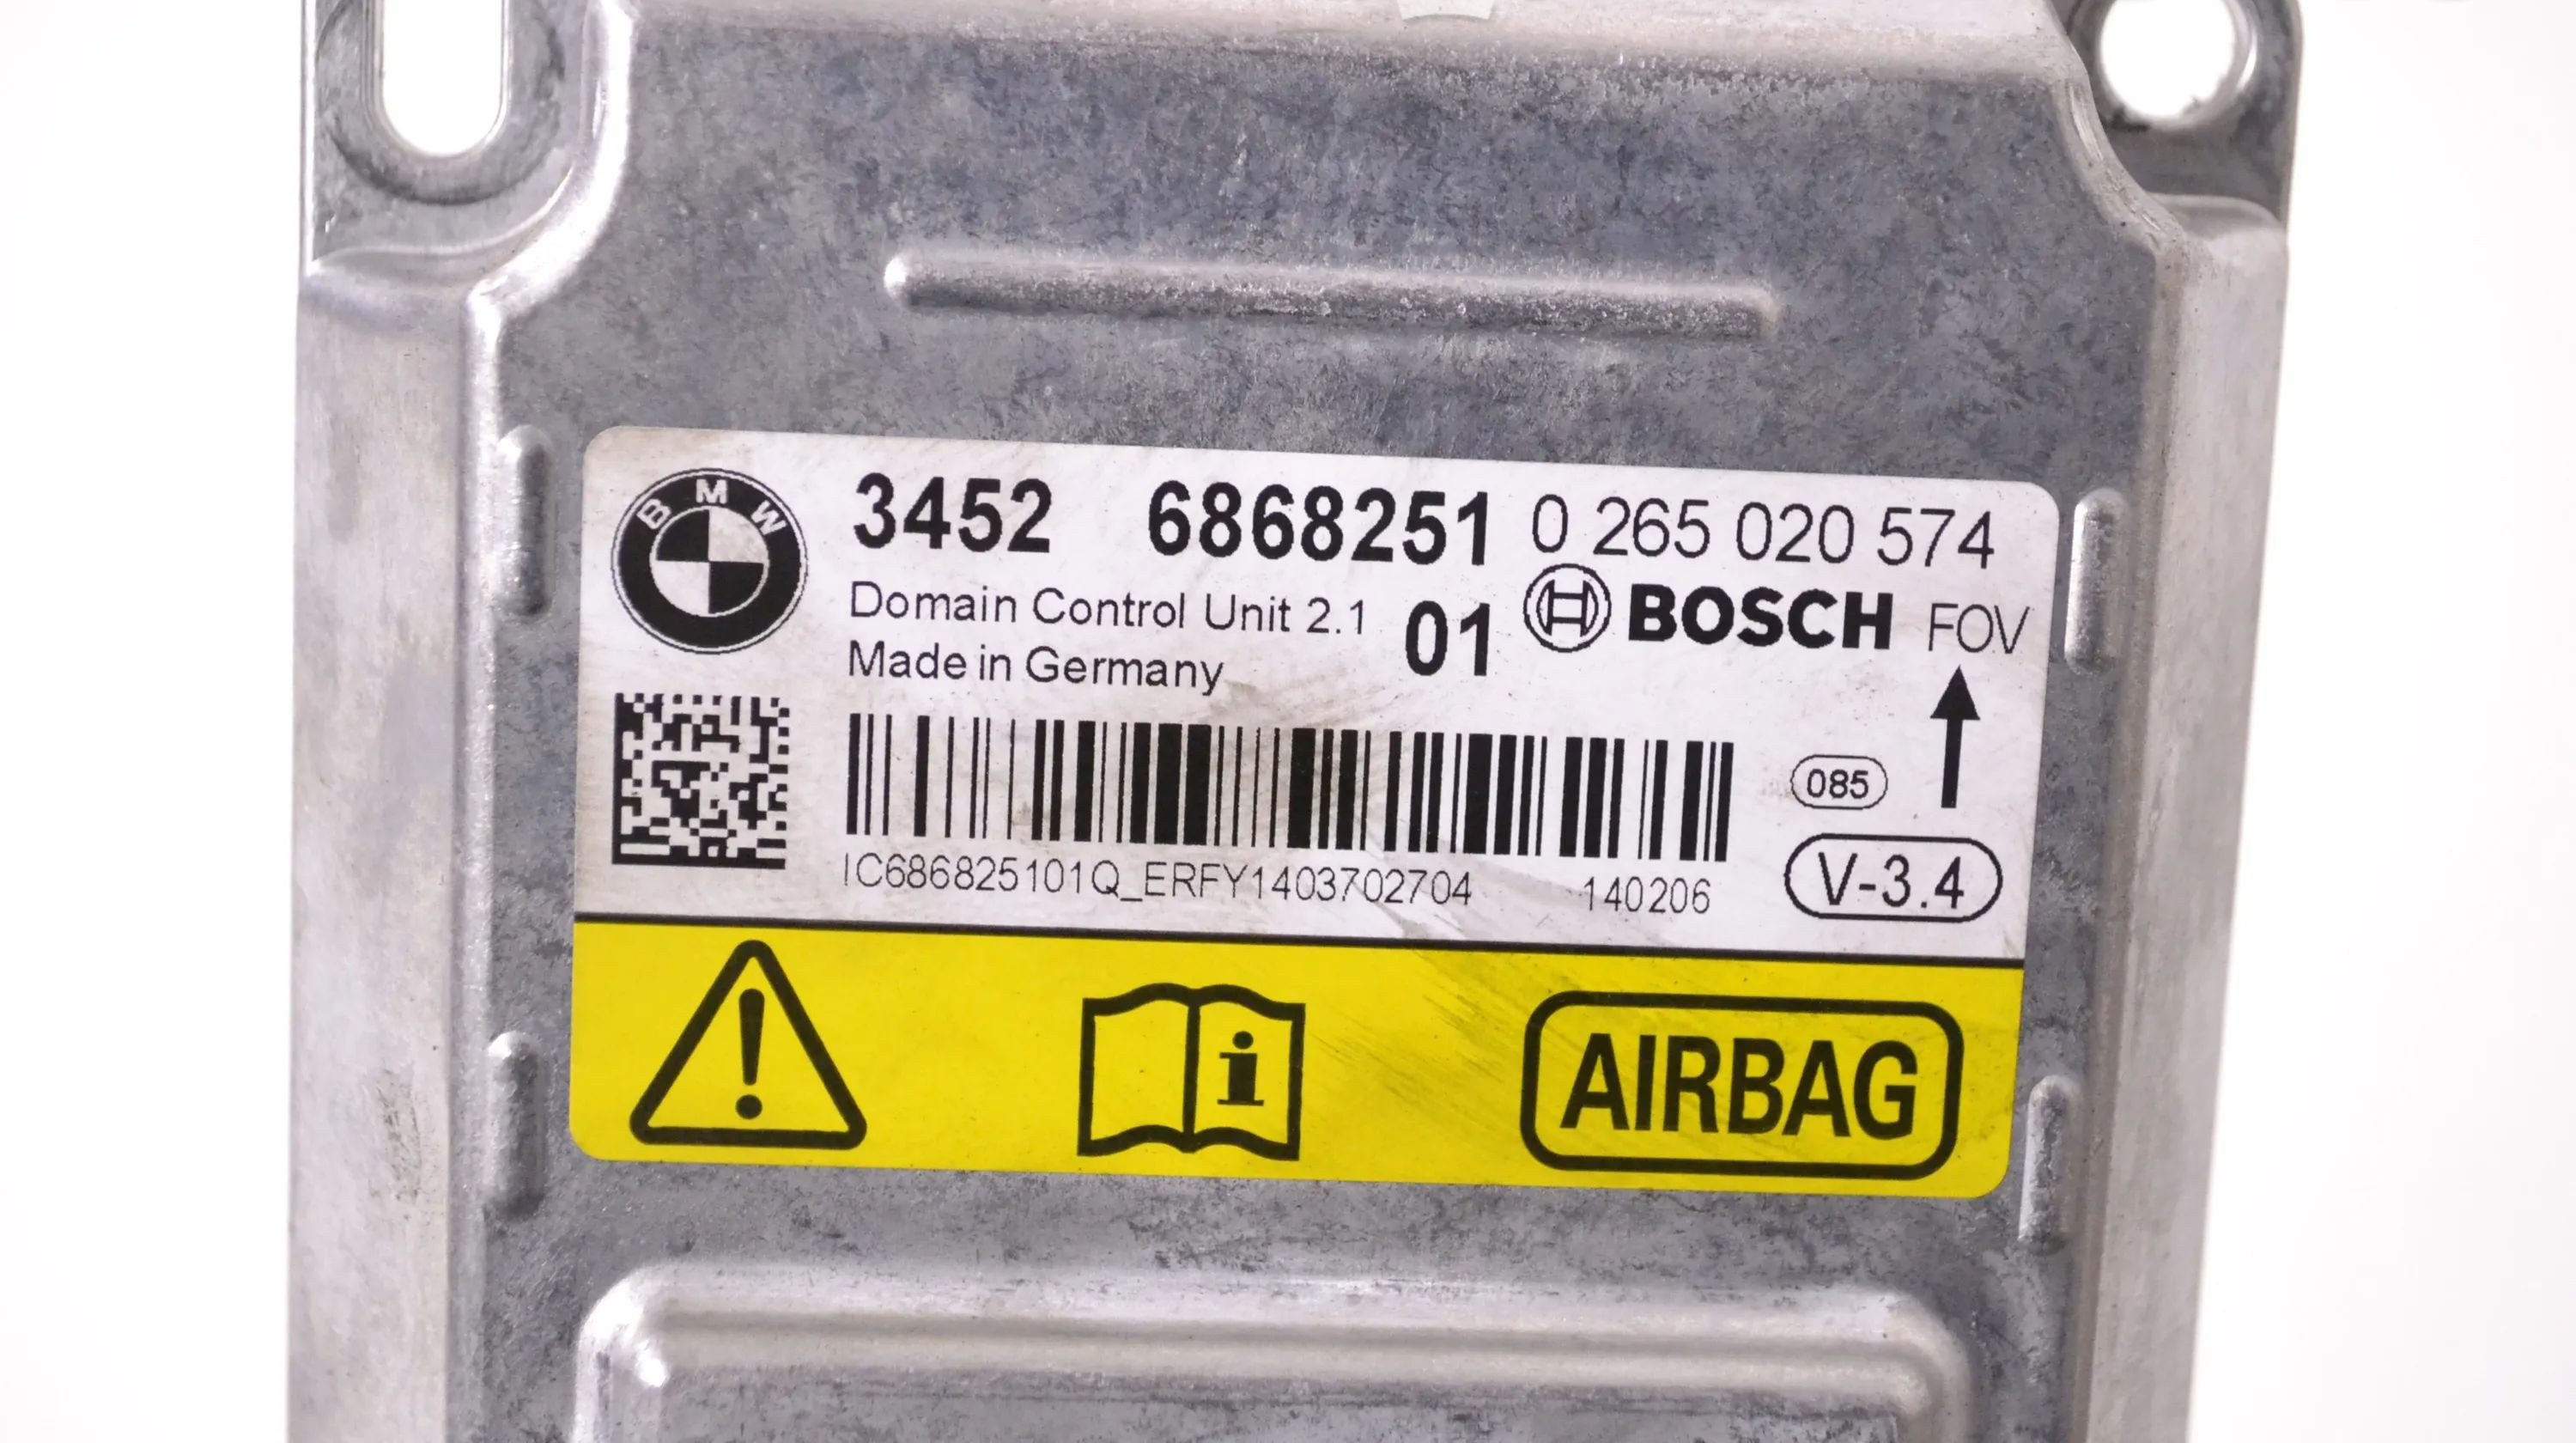 BMW
3452 6868251 0 265 020 574
Domain Control Unit 2.1 01 BOSCH FOV
Made in Germany
085
IC686825101Q_ERFY1403702704 140206 V-3.4
i AIRBAG